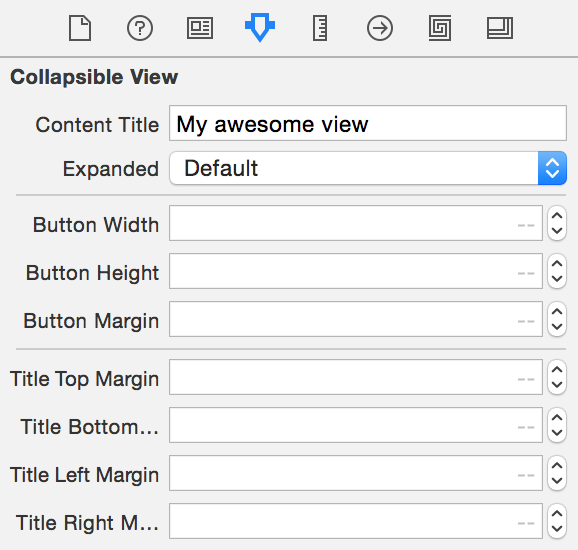 Collapsible View
Content Title My awesome view
Expanded Default
Button Width --
Button Height --
Button Margin --
Title Top Margin --
Title Bottom... --
Title Left Margin --
Title Right M... --